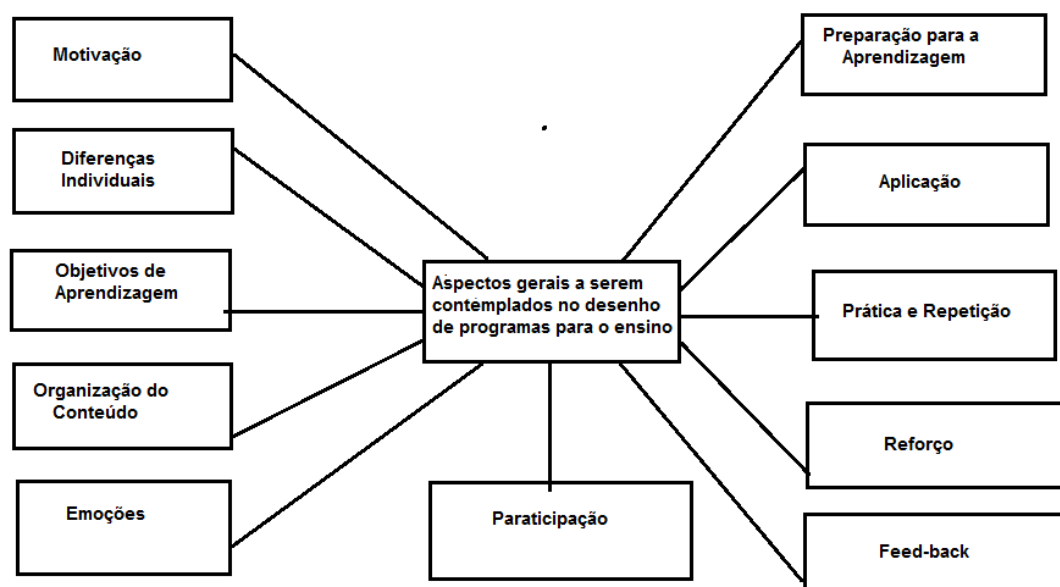 Motivação
Diferenças
Individuais
Objetivos de
Aprendizagem
Organização do
Conteúdo
Emoções
Aspectos gerais a serem
contemplados no desenho
de programas para o ensino
Paraticipação
Preparação para a
Aprendizagem
Aplicação
Prática e Repetição
Reforço
Feed-back